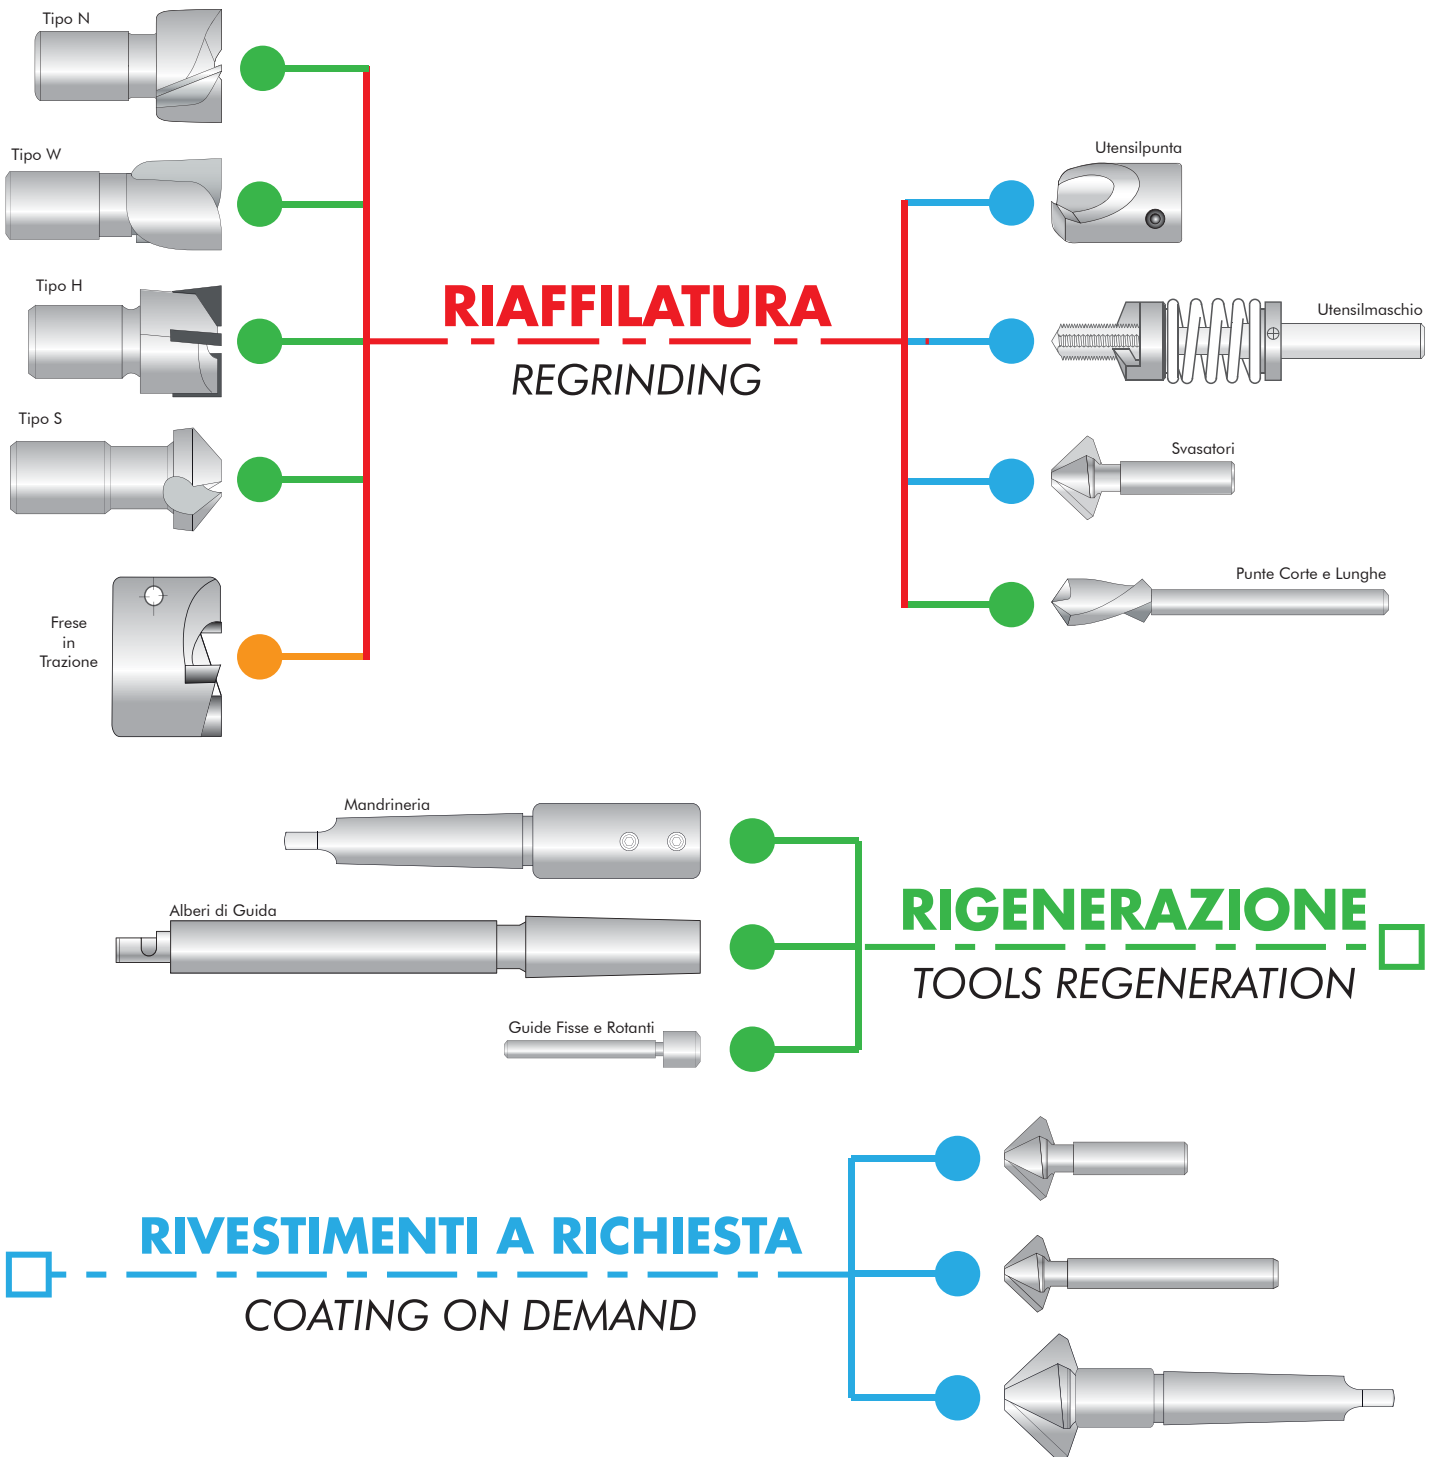 Tipo N
Tipo W
Tipo H
Tipo S
Frese
in
Trazione
RIAFFILATURA
REGRINDING
Utensilpunta
Utensilmaschio
Svasatori
Punte Corte e Lunghe
Mandrineria
Alberi di Guida
Guide Fisse e Rotanti
RIGENERAZIONE
TOOLS REGENERATION
RIVESTIMENTI A RICHIESTA
COATING ON DEMAND